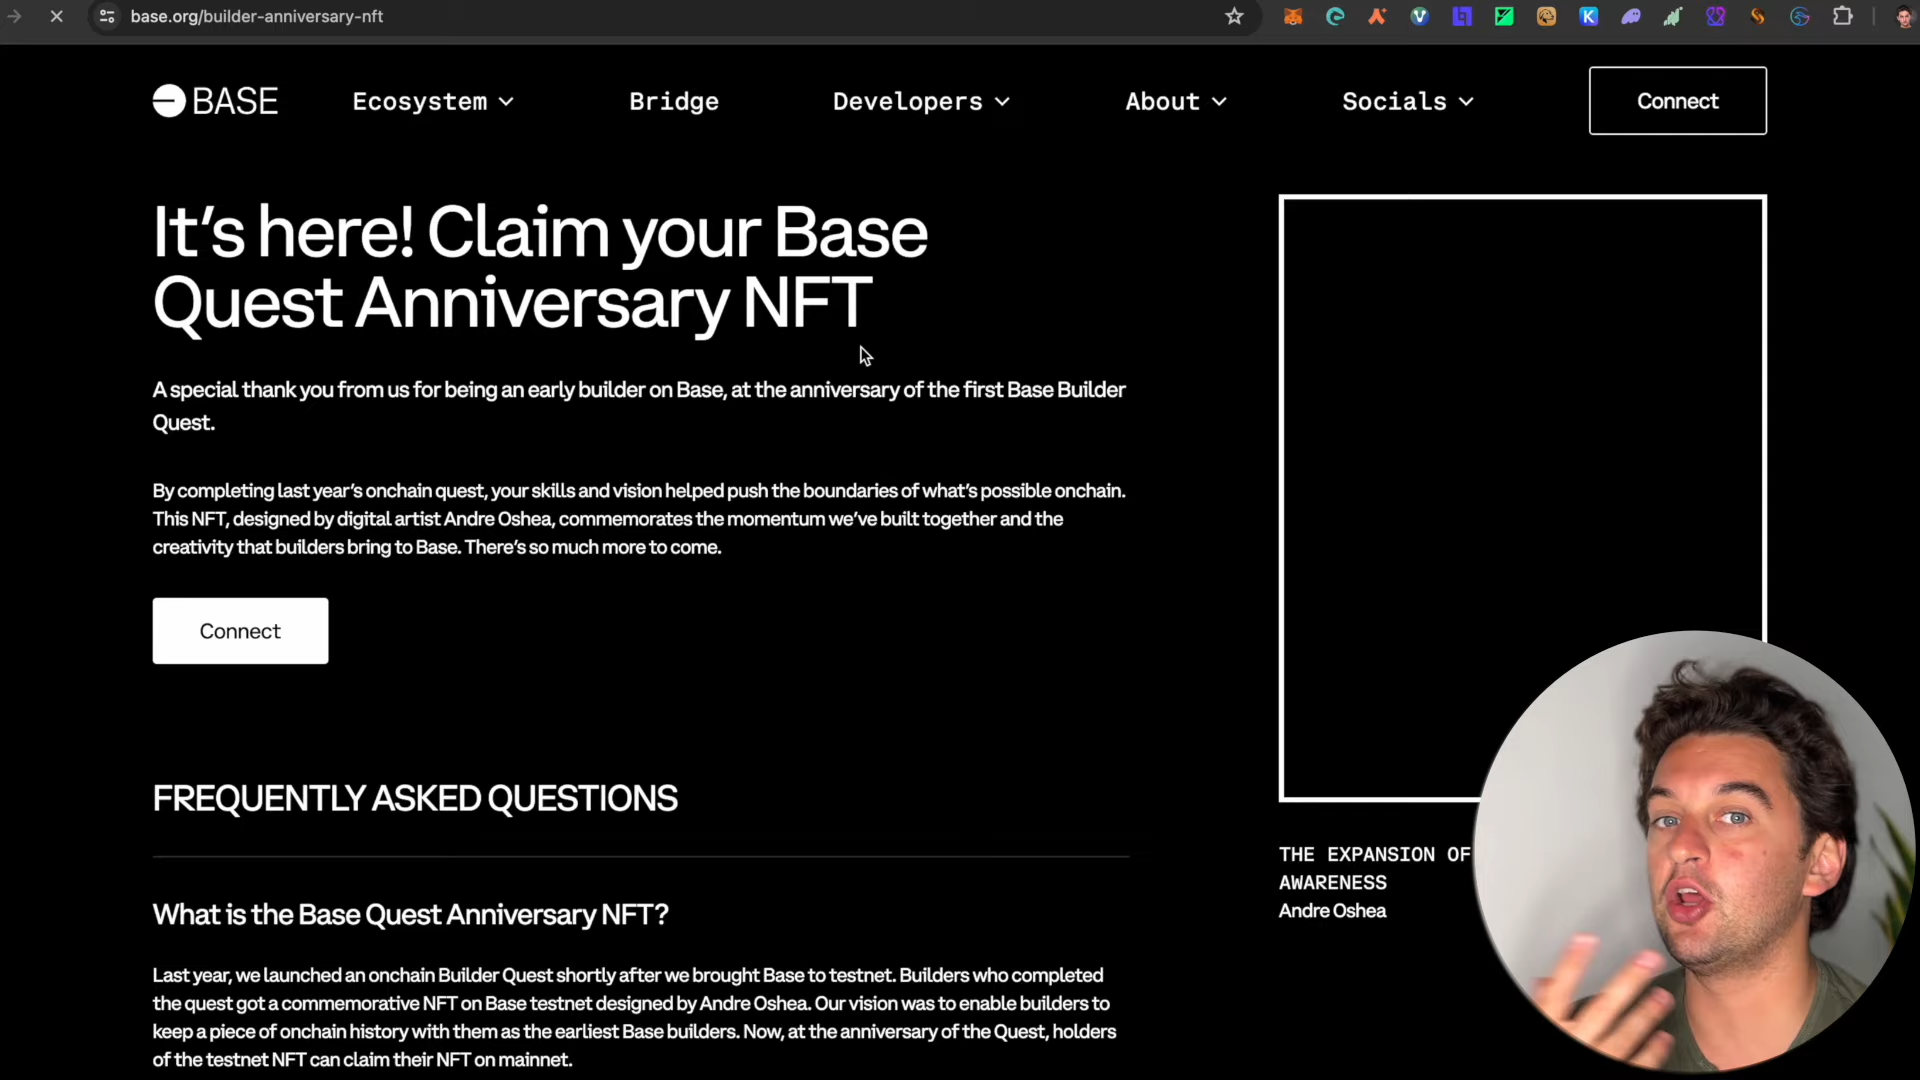 base.org/builder-anniversary-nft
BASE
Ecosystem
Bridge
Developers
About
Socials
Connect
It's here! Claim your Base
Quest Anniversary NFT
A special thank you from us for being an early builder on Base, at the anniversary of the first Base Builder
Quest.
By completing last year's onchain quest, your skills and vision helped push the boundaries of what's possible onchain.
This NFT, designed by digital artist Andre Oshea, commemorates the momentum we've built together and the
creativity that builders bring to Base. There's so much more to come.
Connect
FREQUENTLY ASKED QUESTIONS
What is the Base Quest Anniversary NFT?
Last year, we launched an onchain Builder Quest shortly after we brought Base to testnet. Builders who completed
the quest got a commemorative NFT on Base testnet designed by Andre Oshea. Our vision was to enable builders to
keep a piece of onchain history with them as the earliest Base builders. Now, at the anniversary of the Quest, holders
of the testnet NFT can claim their NFT on mainnet.
THE EXPANSION OF
AWARENESS
Andre Oshea